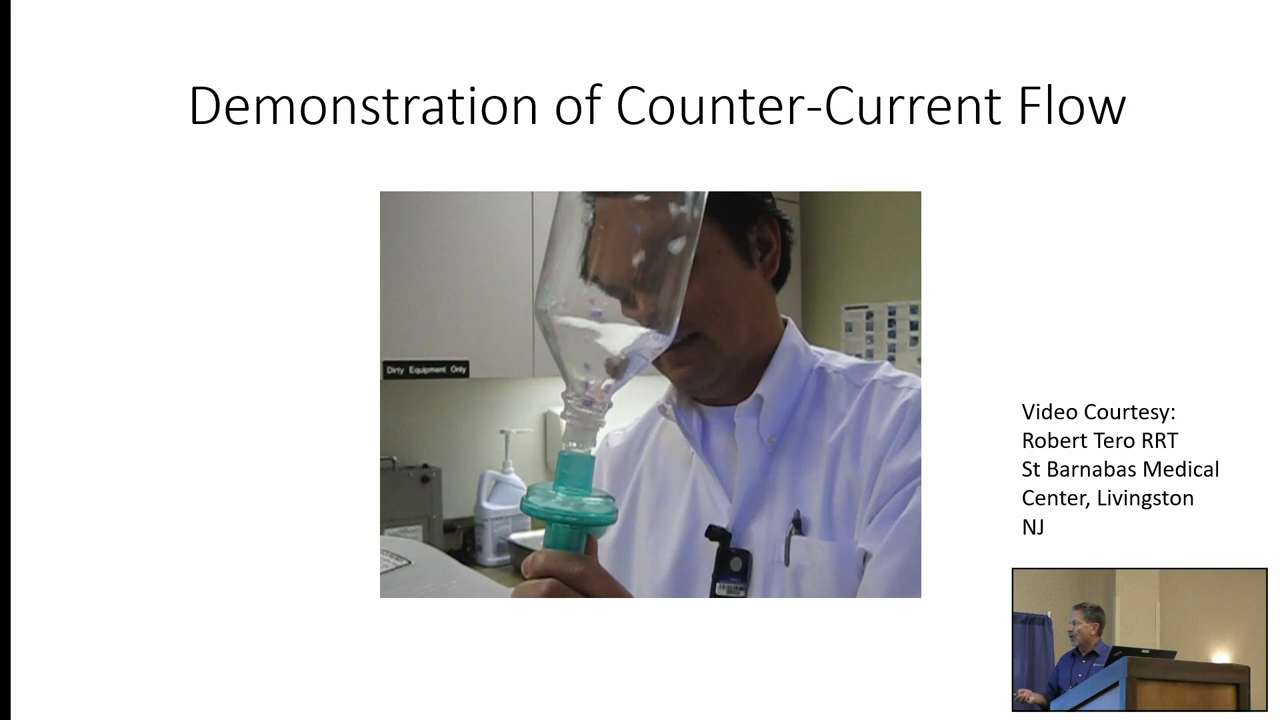 Demonstration of Counter-Current Flow
Dirty Equipment Only
Video Courtesy:
Robert Tero RRT
St Barnabas Medical
Center, Livingston
NJ